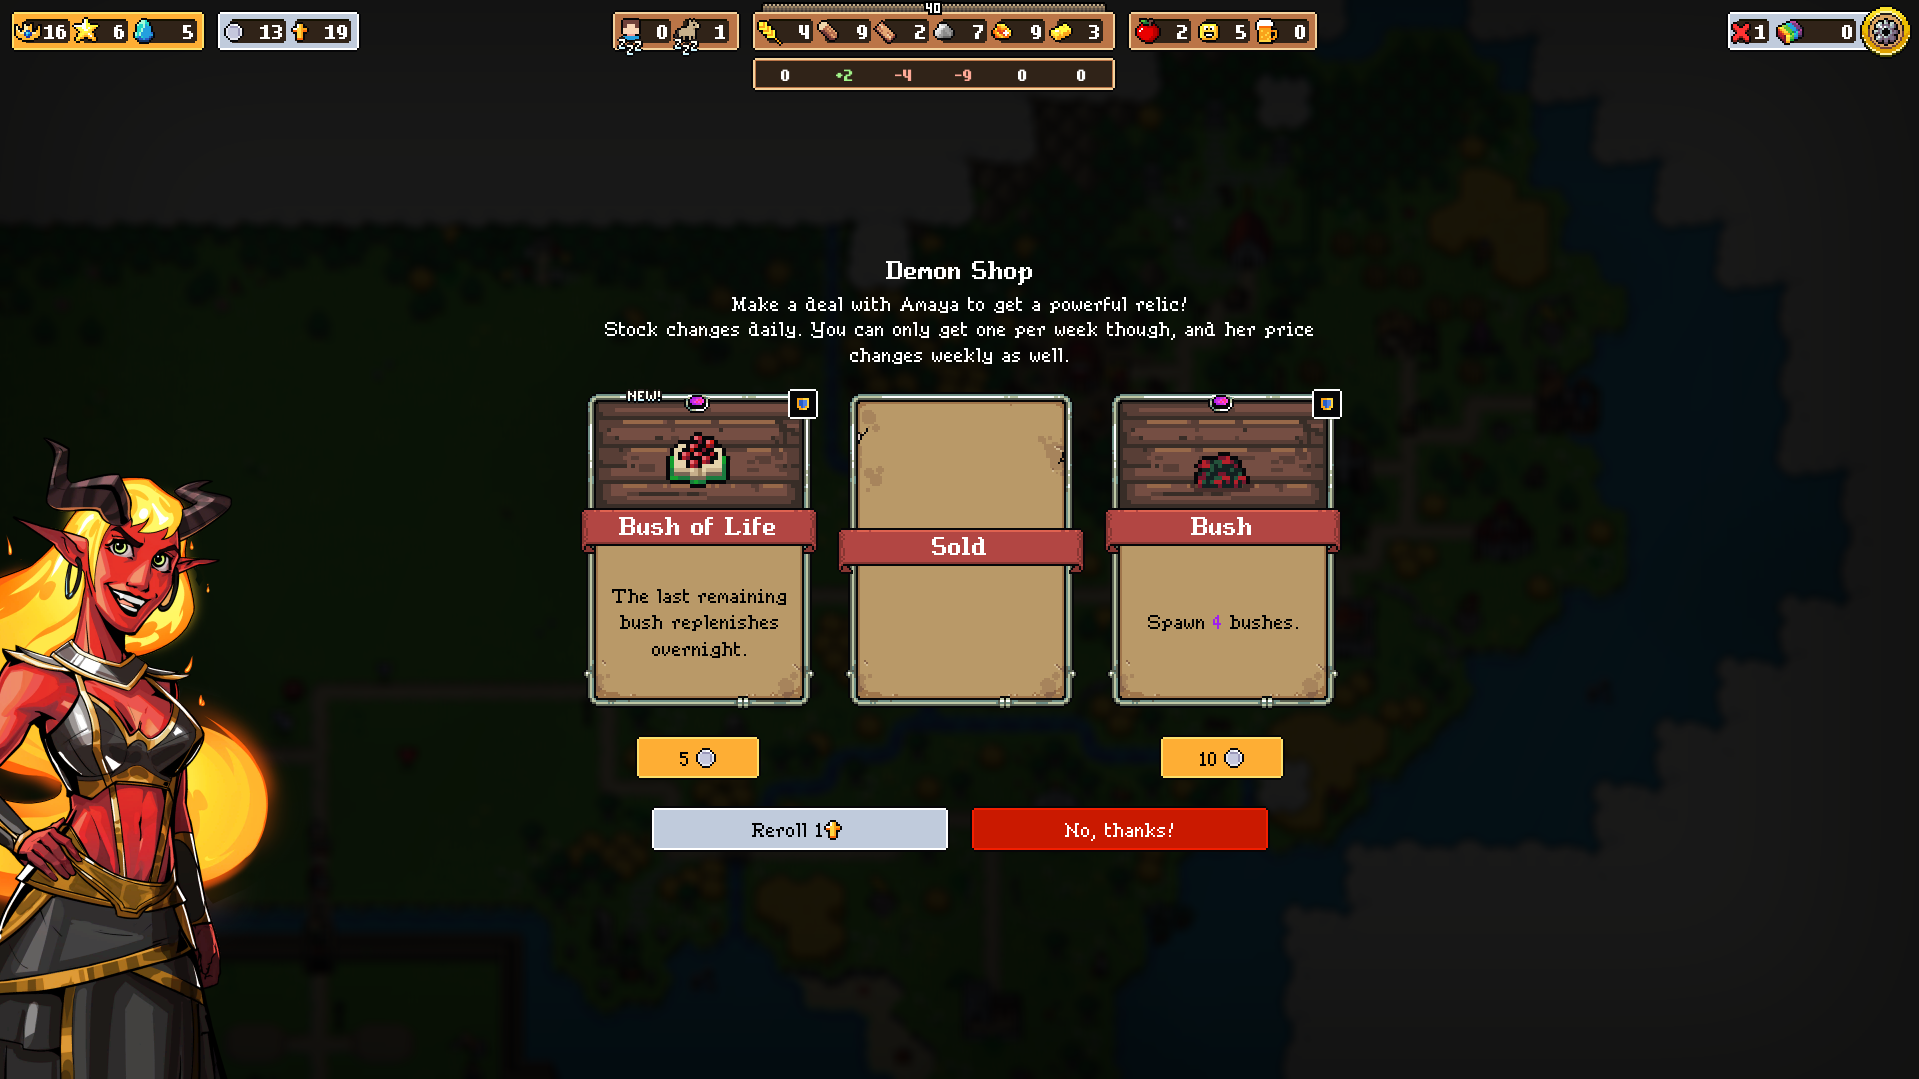 16 6 5 13 19 0 1 40 4 9 2 7 9 3 2 5 0 1 0
zzz zzz
0 +2 -4 -9 0 0
Demon Shop
Make a deal with Amaya to get a powerful relic!
Stock changes daily. You can only get one per week though, and her price
changes weekly as well.
NEW!
Bush of Life
The last remaining
bush replenishes
overnight.
5
Sold
Bush
Spawn 4 bushes.
10
Reroll 1
No, thanks!